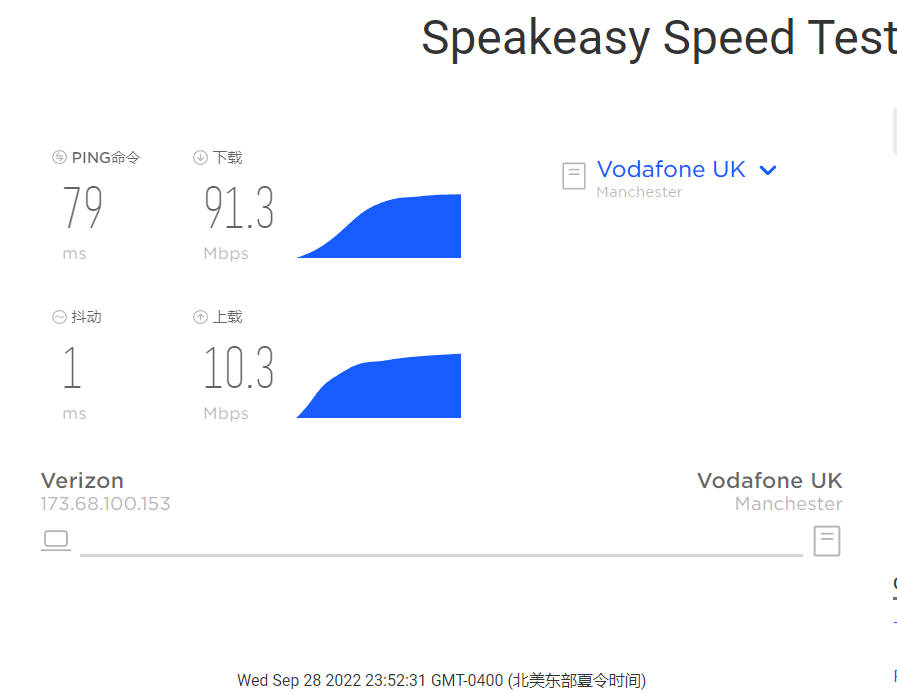 Speakeasy Speed Test
PING命令
下载
79
91.3
ms
Mbps
Vodafone UK
Manchester
抖动
上载
1
10.3
ms
Mbps
Verizon
173.68.100.153
Vodafone UK
Manchester
Wed Sep 28 2022 23:52:31 GMT-0400 (北美东部夏令时间)